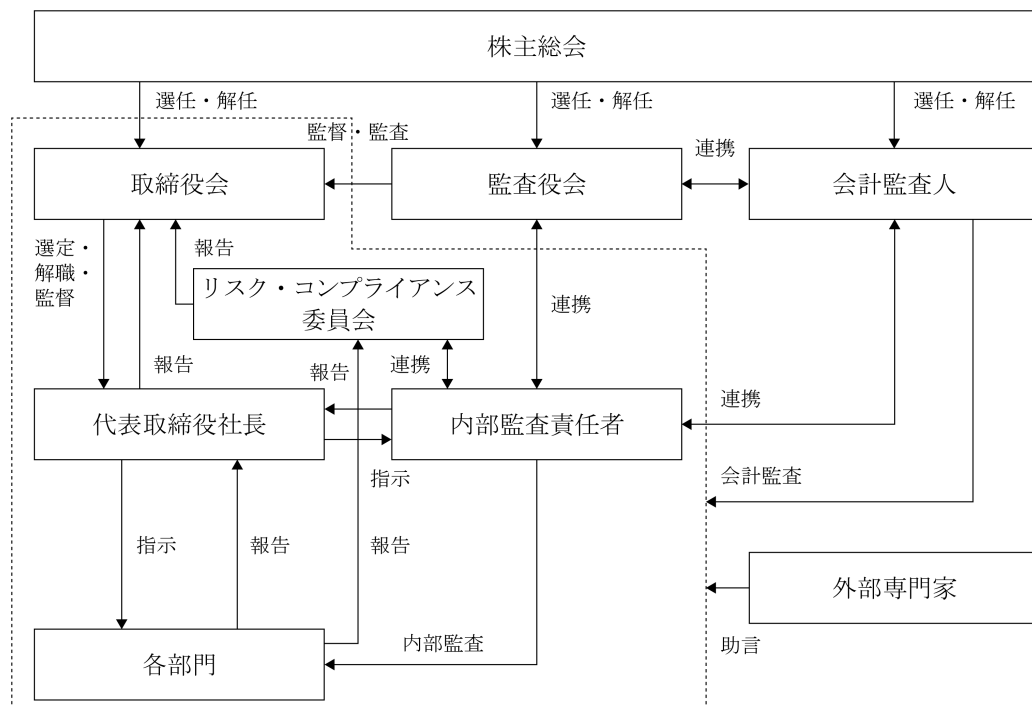 株主総会
選任・解任
選任・解任
選任・解任
監督・監査
連携
取締役会
監査役会
会計監査人
選定・
解職・
監督
報告
リスク・コンプライアンス
委員会
連携
報告
報告
連携
連携
代表取締役社長
内部監査責任者
指示
会計監査
指示
報告
報告
外部専門家
助言
内部監査
各部門